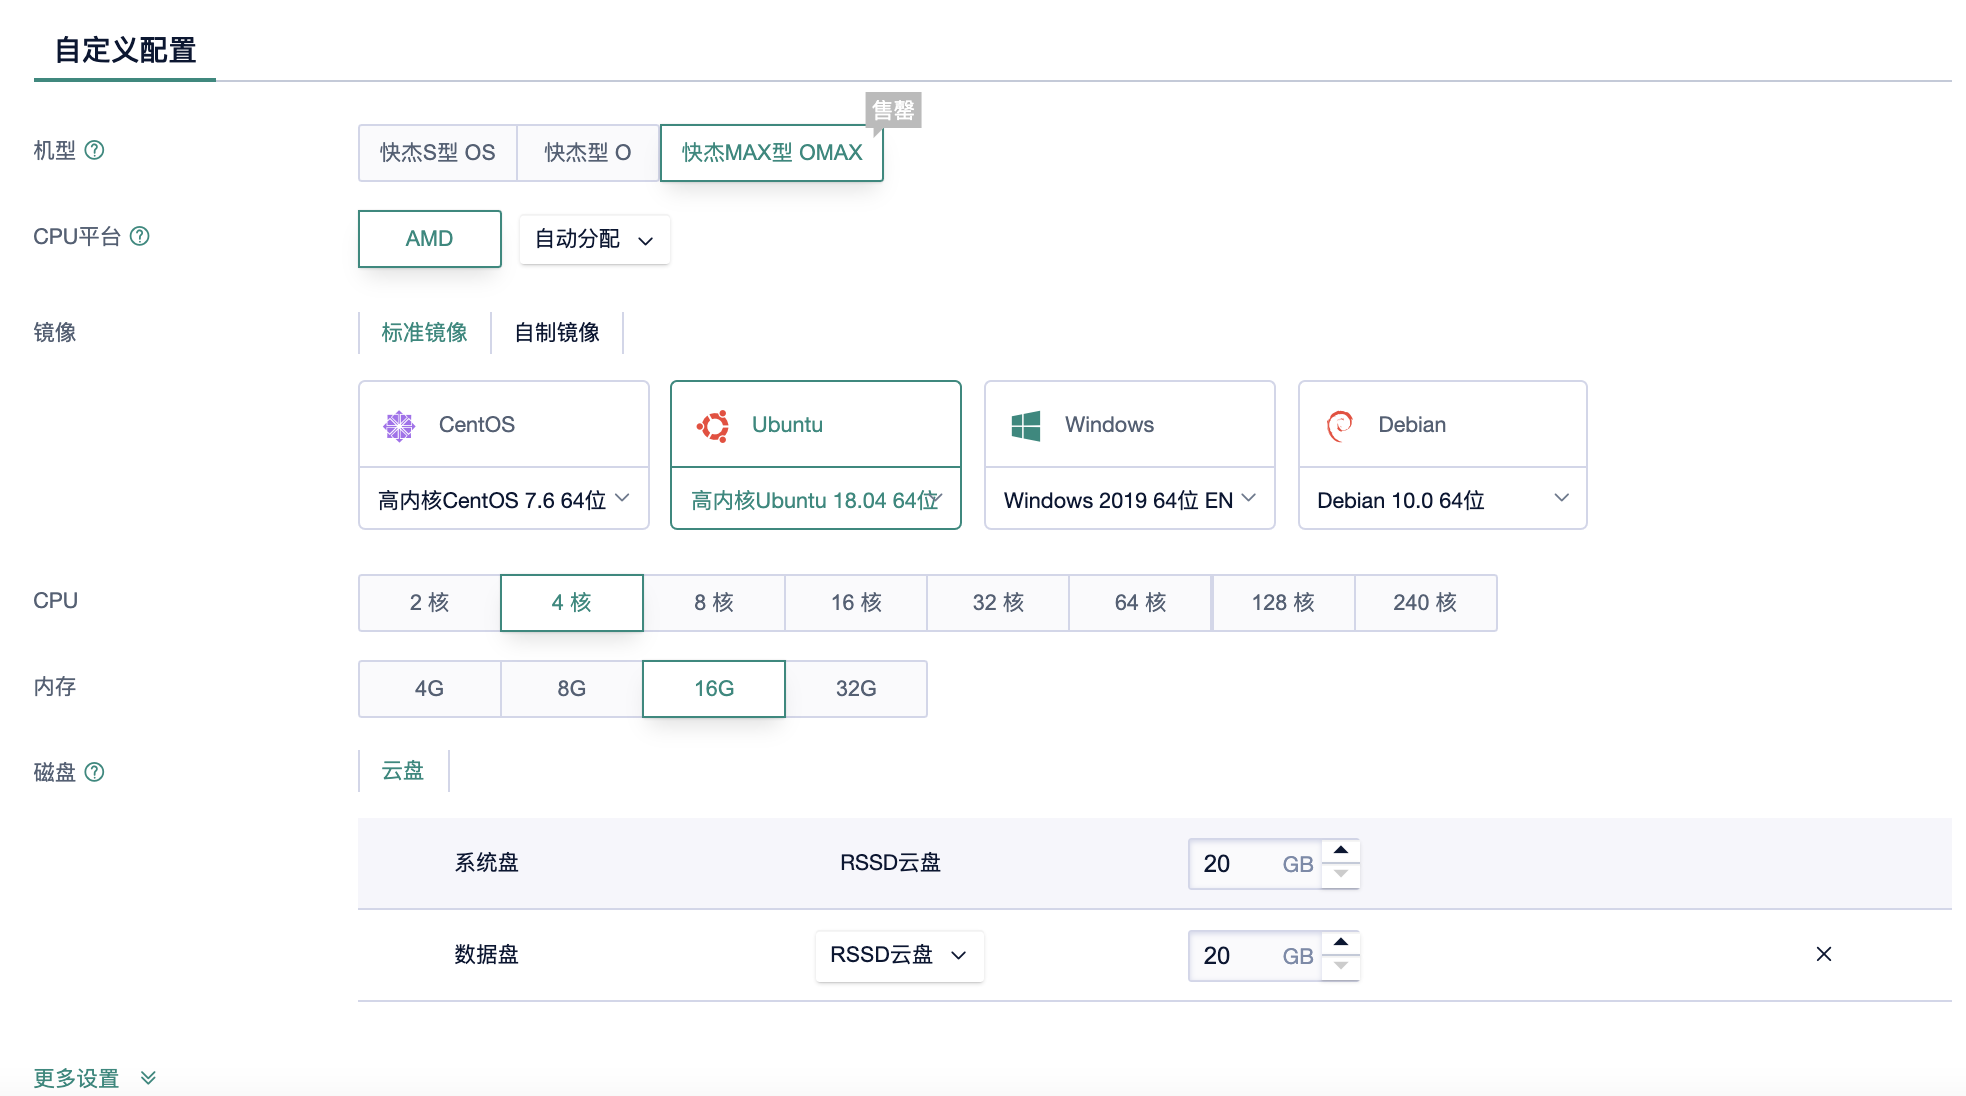 自定义配置
售罄
机型
快杰S型 OS
快杰型 O
快杰MAX型 OMAX
CPU平台
AMD
自动分配
镜像
标准镜像
自制镜像
CentOS
Ubuntu
Windows
Debian
高内核CentOS 7.6 64位
高内核Ubuntu 18.04 64位
Windows 2019 64位 EN
Debian 10.0 64位
CPU
2 核
4 核
8 核
16 核
32 核
64 核
128 核
240 核
内存
4G
8G
16G
32G
磁盘
云盘
系统盘
RSSD云盘
20 GB
数据盘
RSSD云盘
20 GB
更多设置